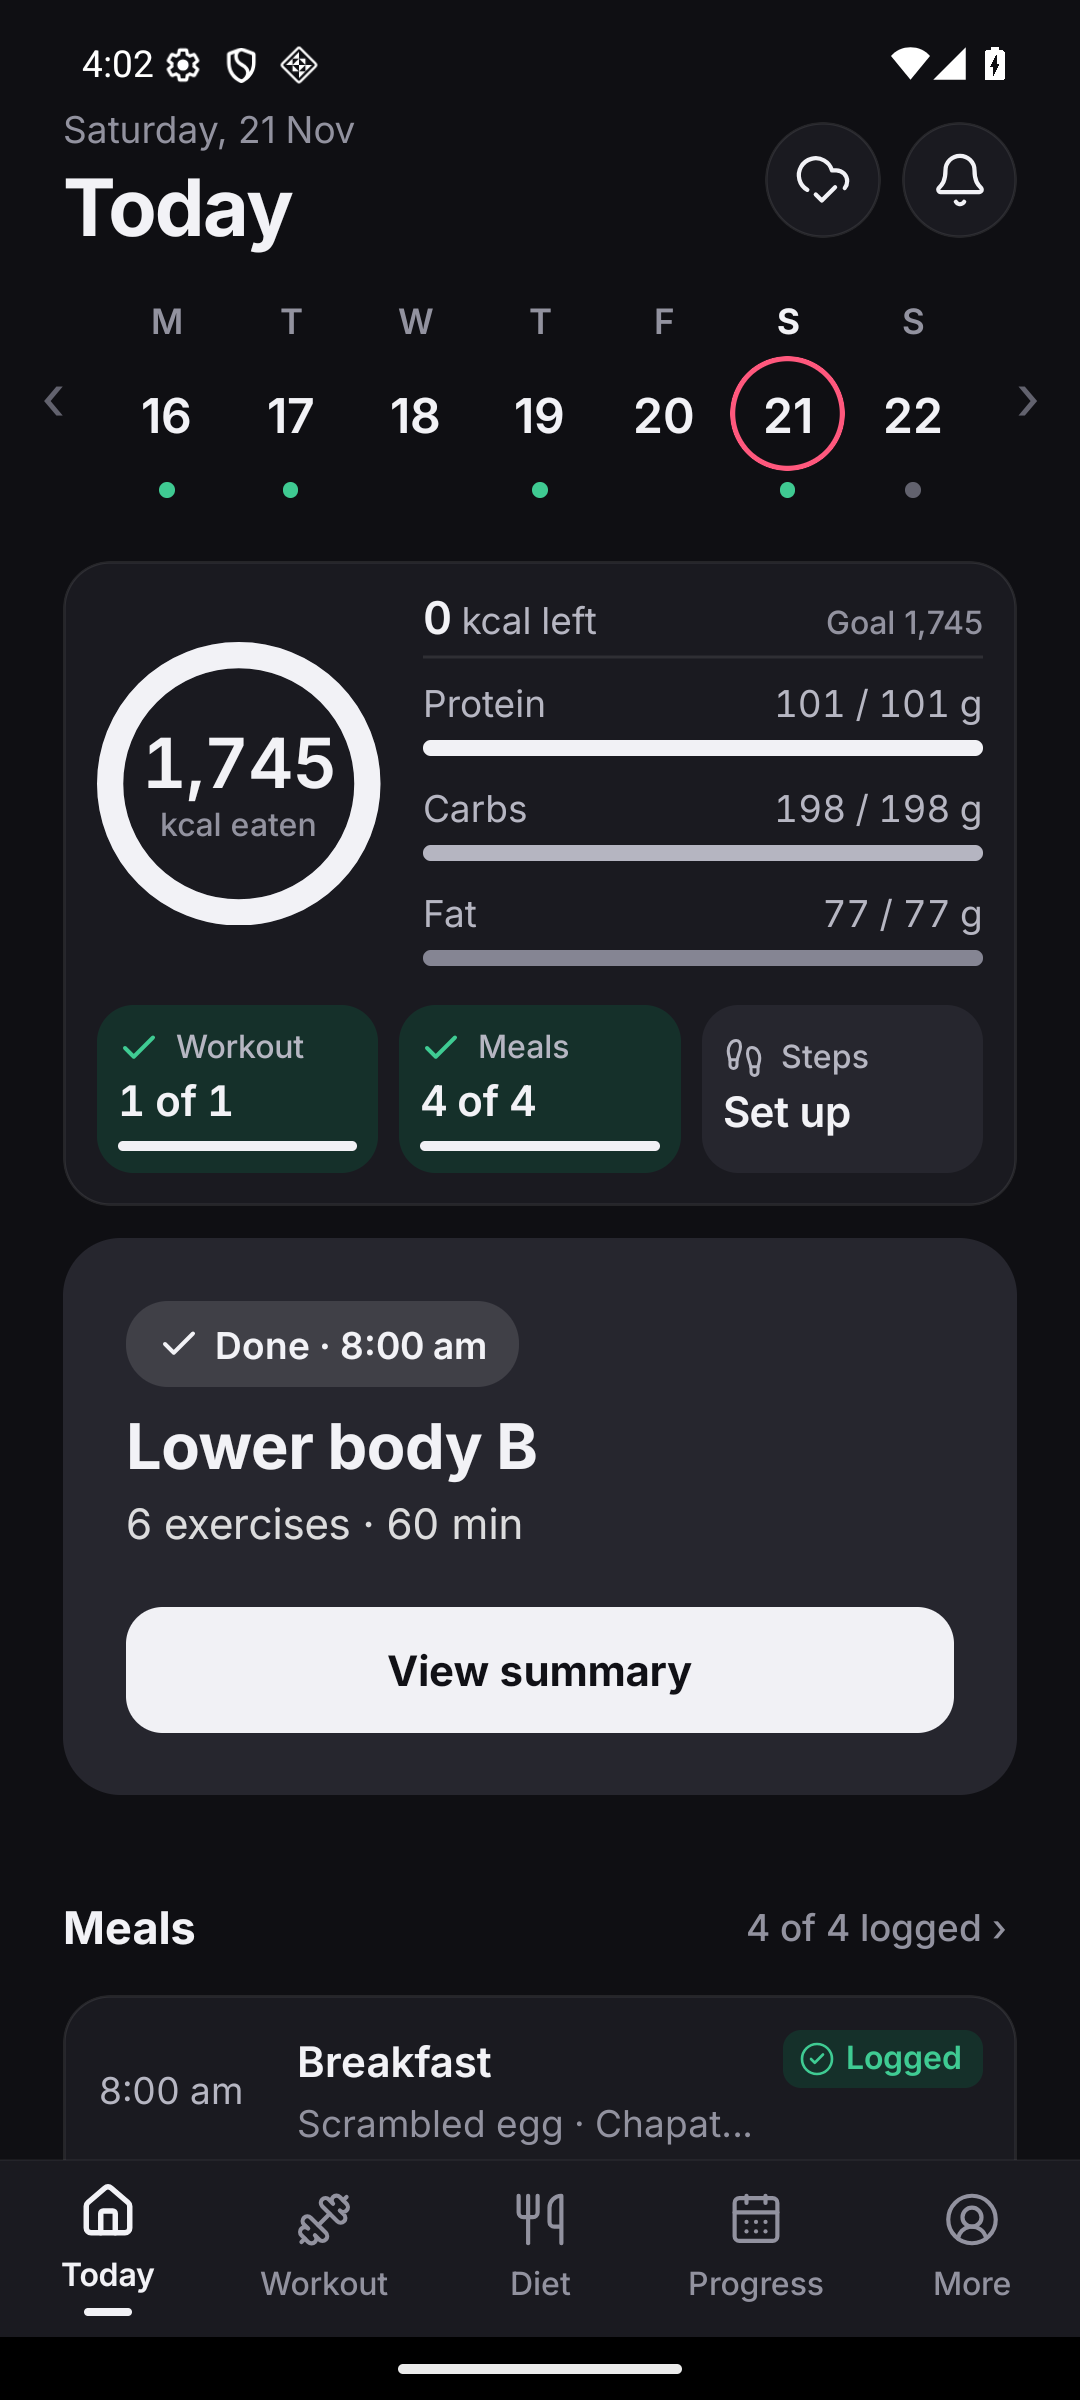 4:02
Saturday, 21 Nov
Today
M T W T F S S
‹ 16 17 18 19 20 21 22 ›
0 kcal left Goal 1,745
1,745
kcal eaten
Protein 101 / 101 g
Carbs 198 / 198 g
Fat 77 / 77 g
Workout
1 of 1
Meals
4 of 4
Steps
Set up
Done · 8:00 am
Lower body B
6 exercises · 60 min
View summary
Meals 4 of 4 logged ›
8:00 am
Breakfast
Logged
Scrambled egg · Chapat...
Today Workout Diet Progress More